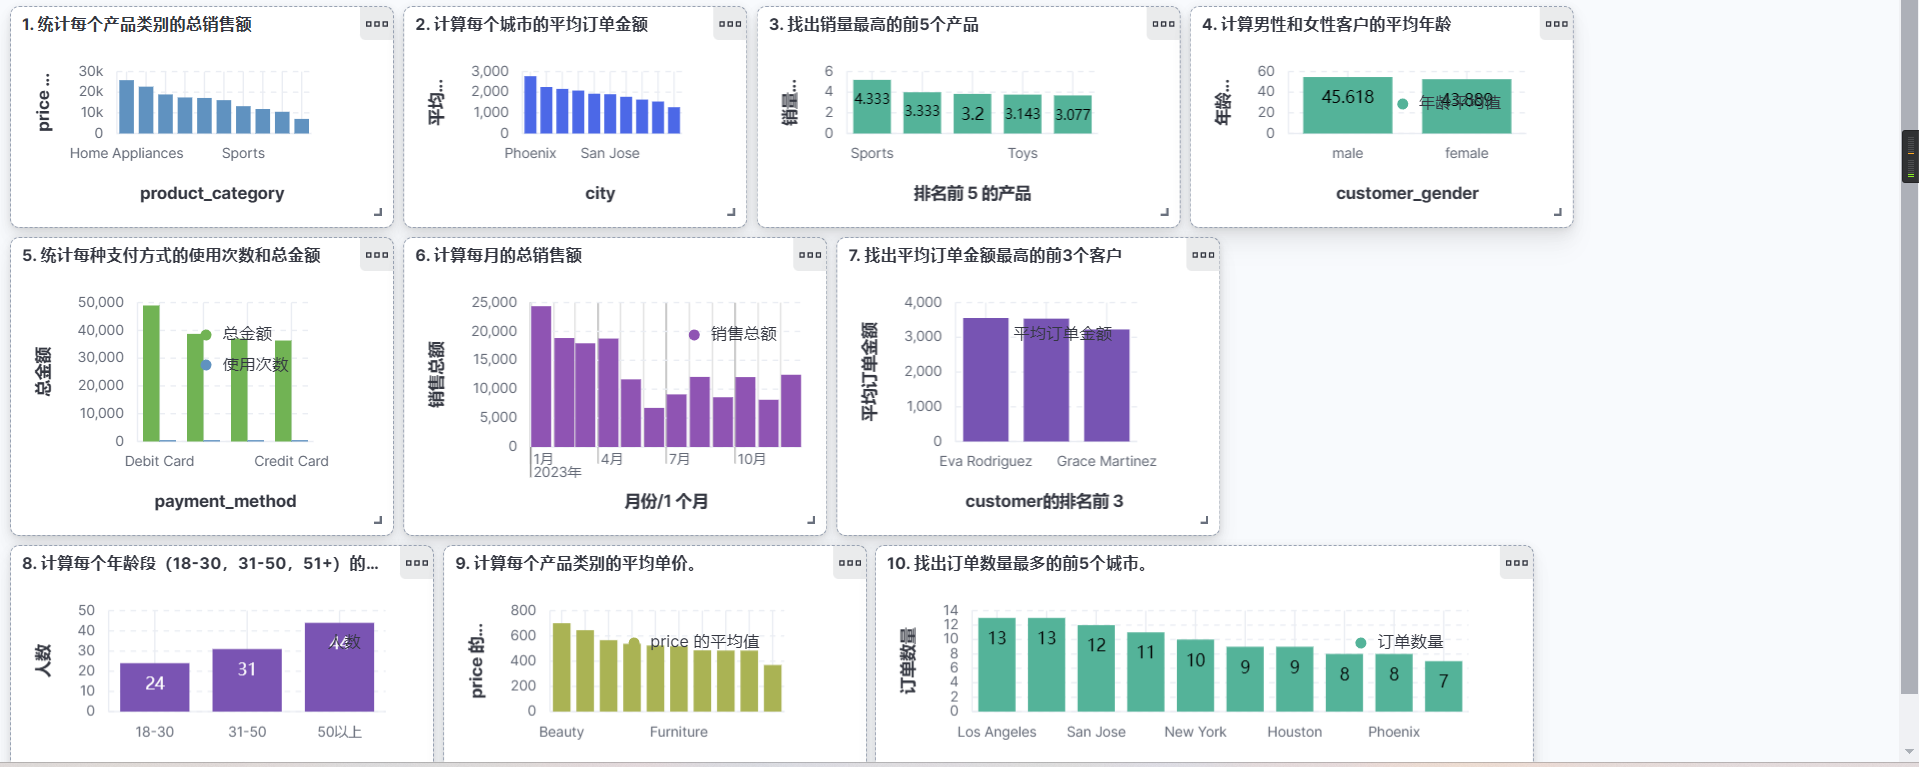 1. 统计每个产品类别的总销售额
price ...
30k
20k
10k
0
Home Appliances
Sports
product_category
2. 计算每个城市的平均订单金额
平均...
3,000
2,000
1,000
0
Phoenix
San Jose
city
3. 找出销量最高的前5个产品
销量...
6
4
2
0
4.333
3.333
3.2
3.143
3.077
Sports
Toys
排名前 5 的产品
4. 计算男性和女性客户的平均年龄
年龄...
60
40
20
0
45.618
43.889
年龄平均值
male
female
customer_gender
5. 统计每种支付方式的使用次数和总金额
总金额
50,000
40,000
30,000
20,000
10,000
0
总金额
使用次数
Debit Card
Credit Card
payment_method
6. 计算每月的总销售额
销售总额
25,000
20,000
15,000
10,000
5,000
0
销售总额
1月
4月
7月
10月
2023年
月份/1 个月
7. 找出平均订单金额最高的前3个客户
平均订单金额
4,000
3,000
2,000
1,000
0
平均订单金额
Eva Rodriguez
Grace Martinez
customer的排名前 3
8. 计算每个年龄段（18-30，31-50，51+）的...
人数
50
40
30
20
10
0
24
31
44
人数
18-30
31-50
50以上
9. 计算每个产品类别的平均单价。
price 的...
800
600
400
200
0
price 的平均值
Beauty
Furniture
10. 找出订单数量最多的前5个城市。
订单数量
14
12
10
8
6
4
2
0
13
13
12
11
10
9
9
8
8
7
订单数量
Los Angeles
San Jose
New York
Houston
Phoenix